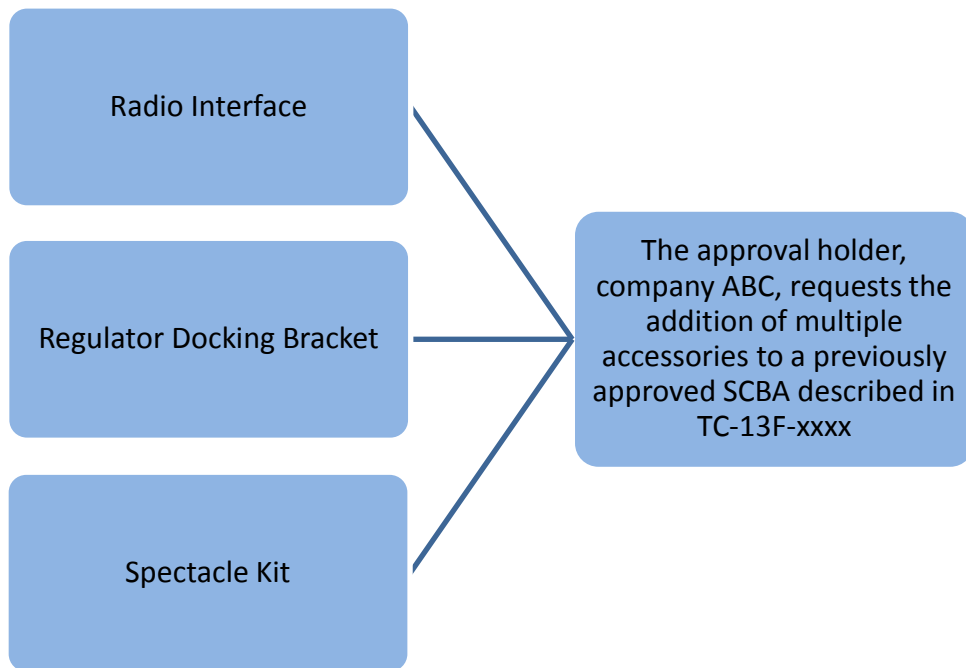 Radio Interface
Regulator Docking Bracket
Spectacle Kit
The approval holder,
company ABC, requests the
addition of multiple
accessories to a previously
approved SCBA described in
TC-13F-xxxx